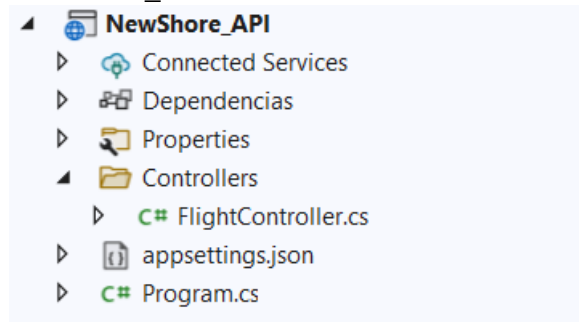 NewShore_API
Connected Services
Dependencias
Properties
Controllers
C# FlightController.cs
appsettings.json
C# Program.cs